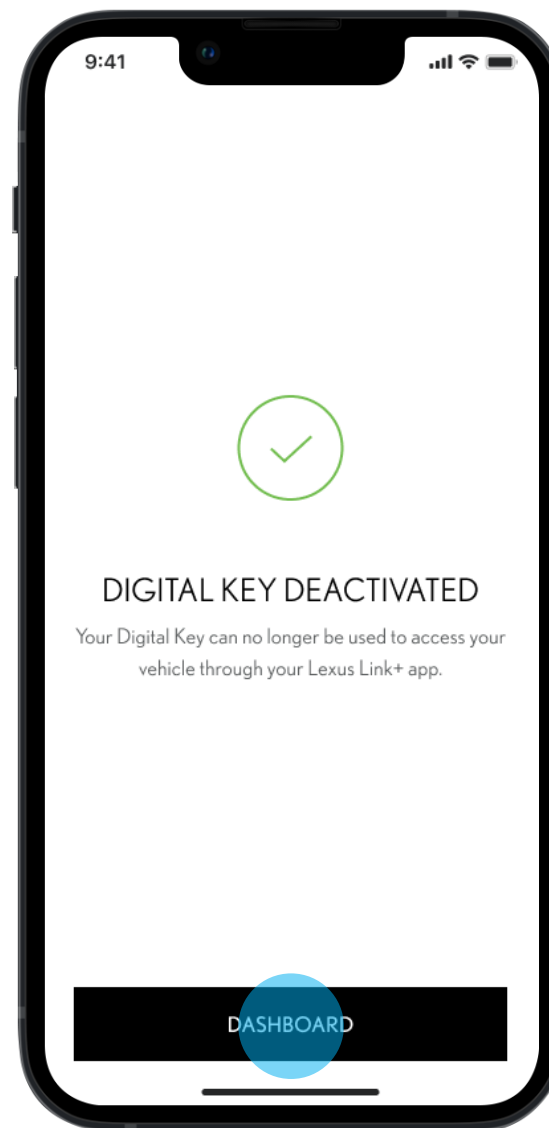 9:41
DIGITAL KEY DEACTIVATED
Your Digital Key can no longer be used to access your
vehicle through your Lexus Link+ app.
DASHBOARD